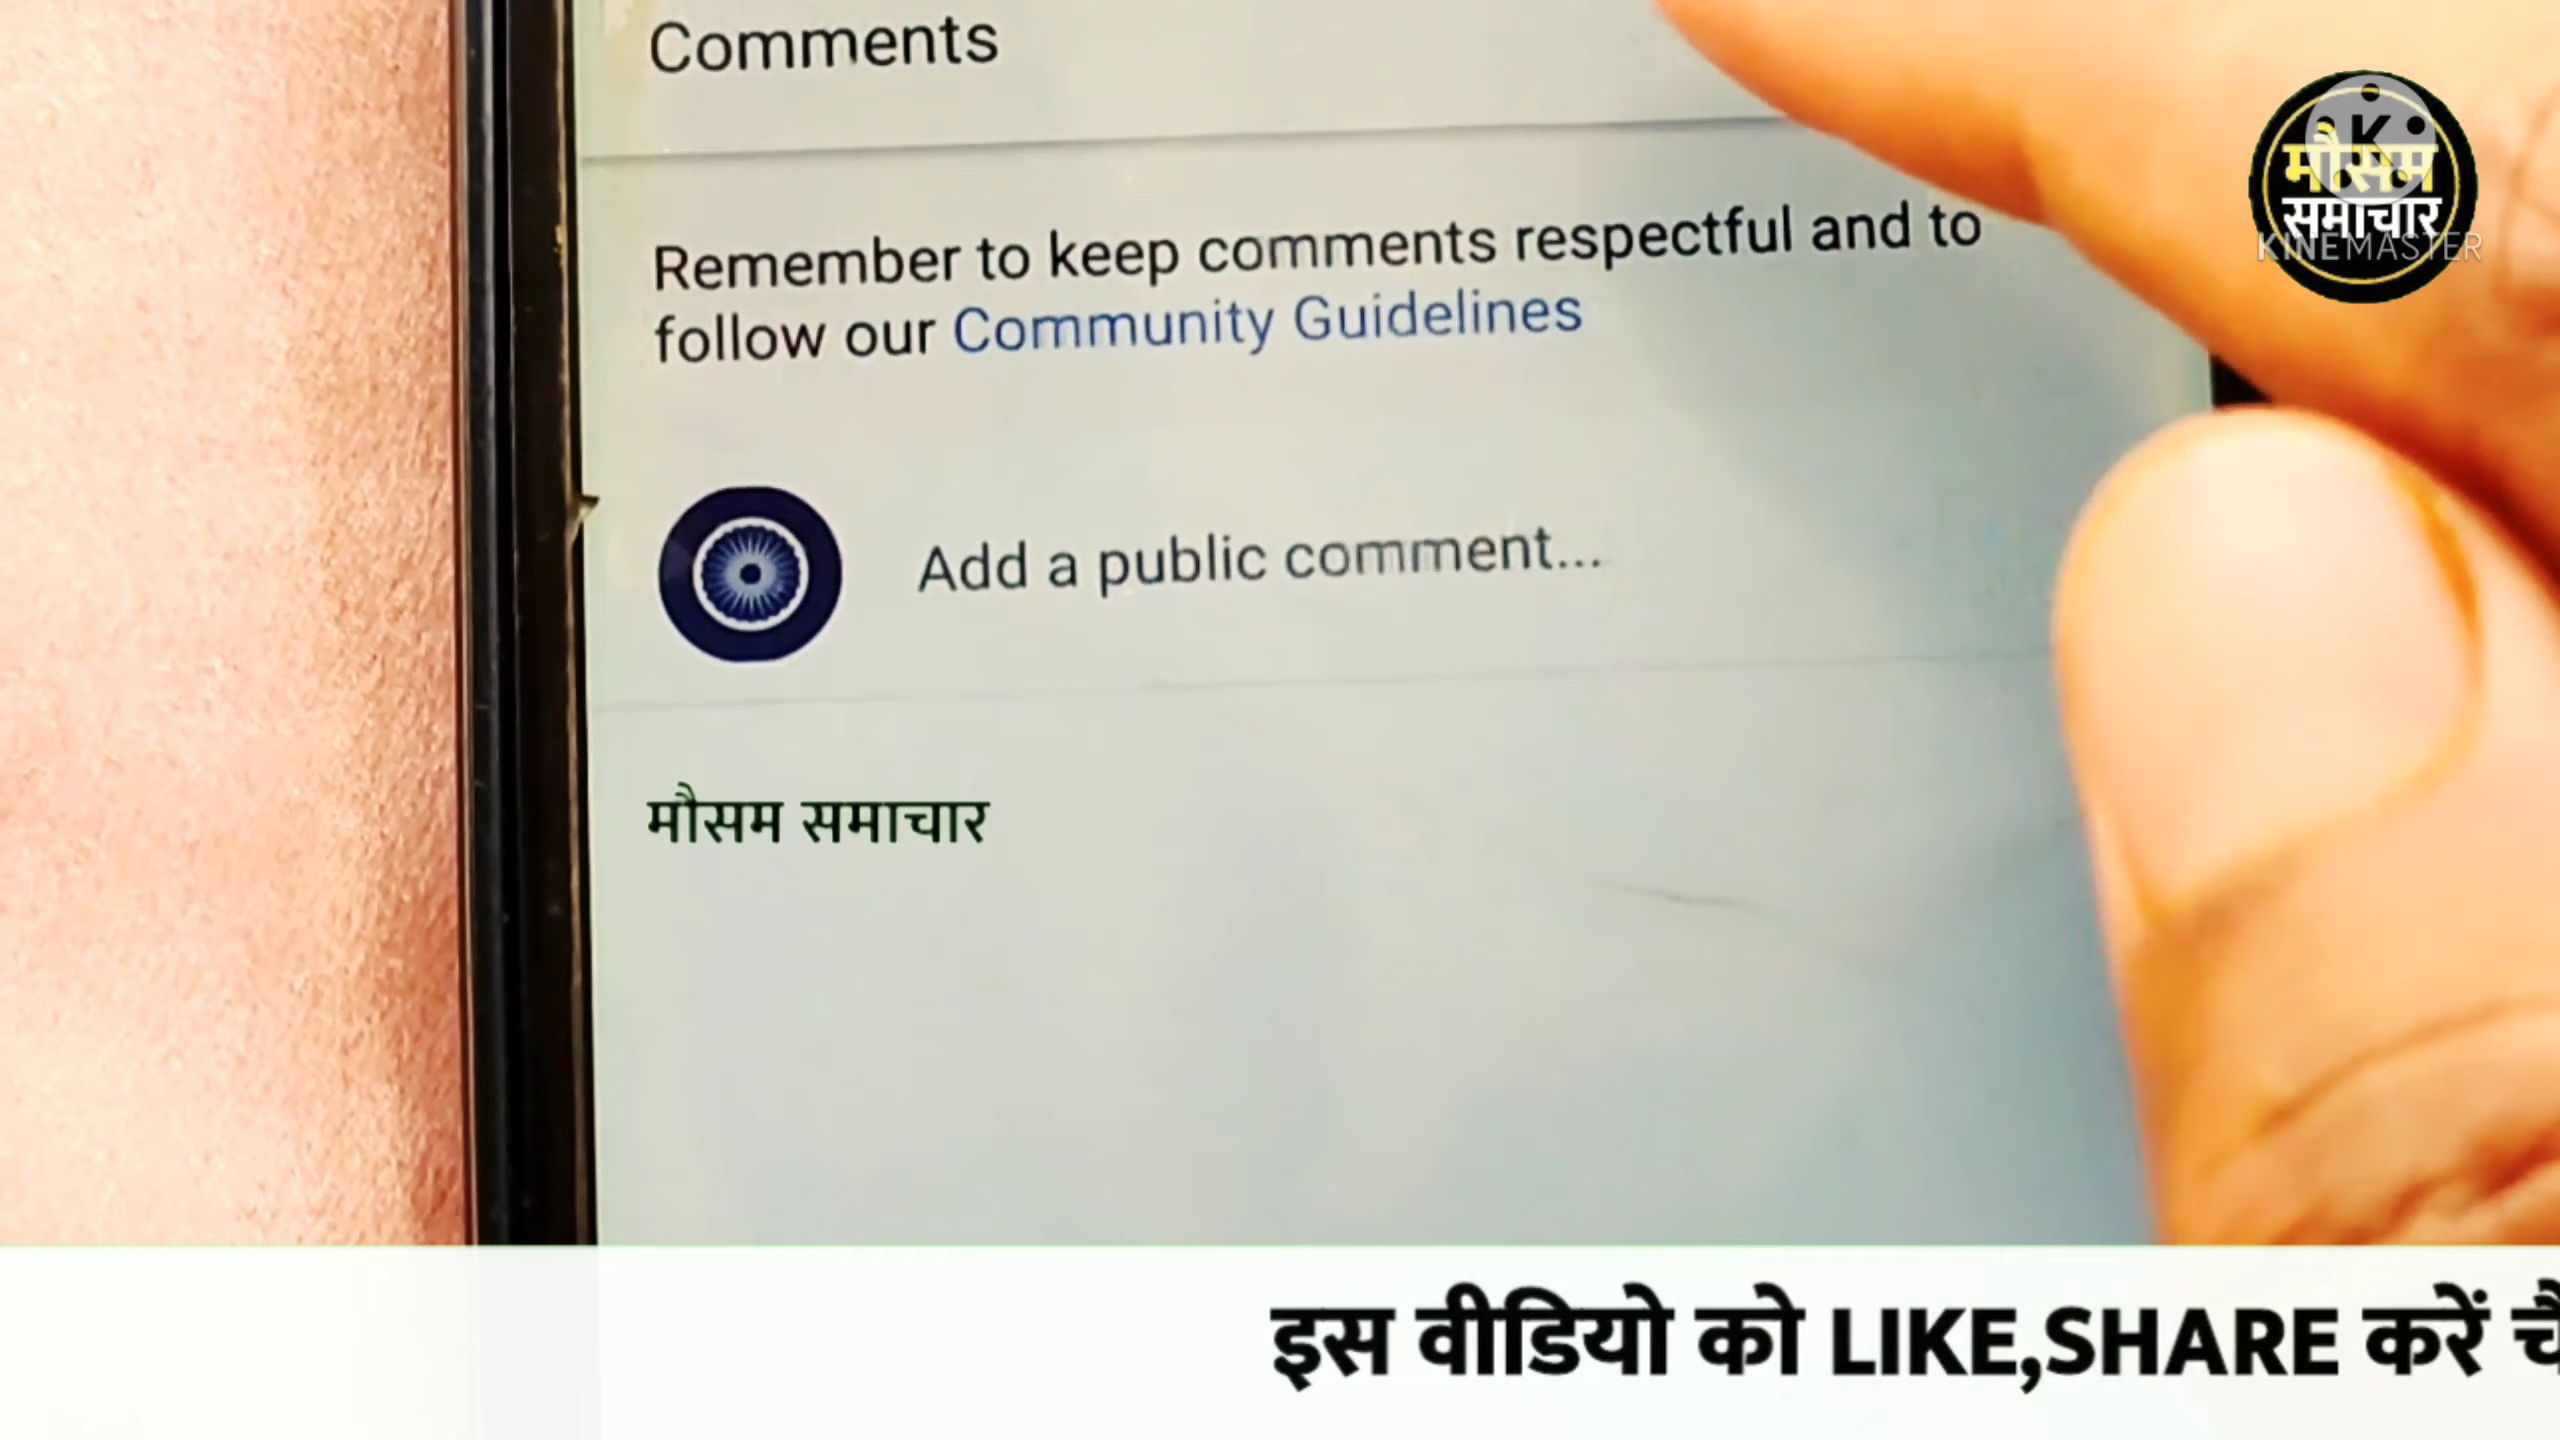 Comments
K
मौसम
समाचार
KINEMASTER
Remember to keep comments respectful and to
follow our Community Guidelines
Add a public comment...
मौसम समाचार
इस वीडियो को LIKE,SHARE करें